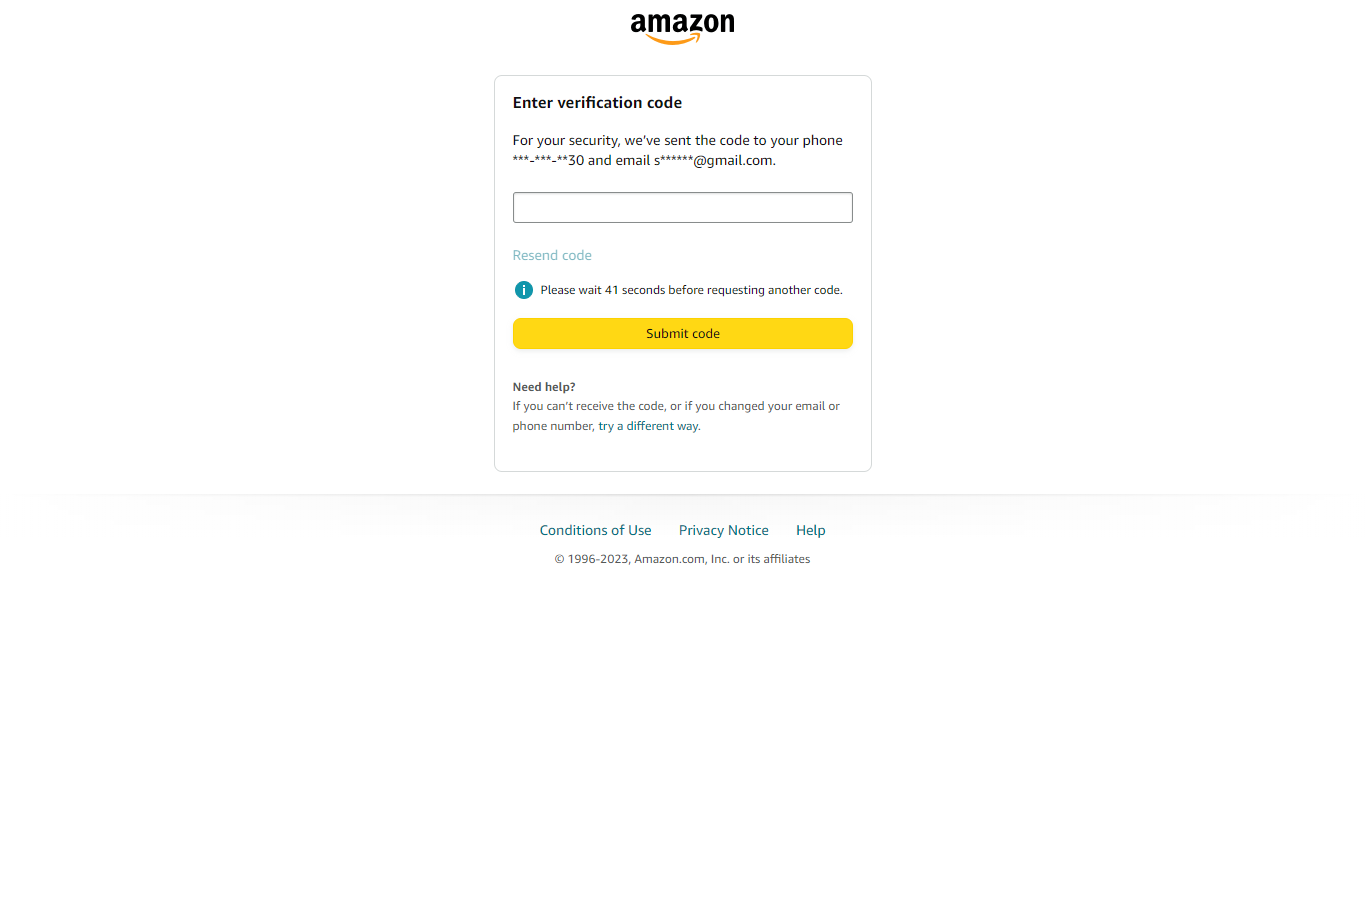 amazon
Enter verification code
For your security, we've sent the code to your phone
***-***-**30 and email s******@gmail.com.
Resend code
i Please wait 41 seconds before requesting another code.
Submit code
Need help?
If you can't receive the code, or if you changed your email or
phone number, try a different way.
Conditions of Use Privacy Notice Help
© 1996-2023, Amazon.com, Inc. or its affiliates